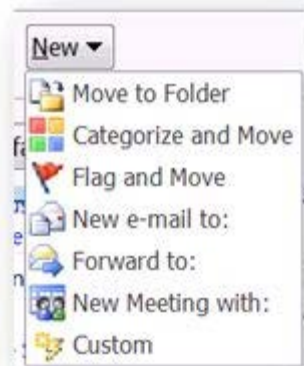 New
Move to Folder
Categorize and Move
Flag and Move
New e-mail to:
Forward to:
New Meeting with:
Custom